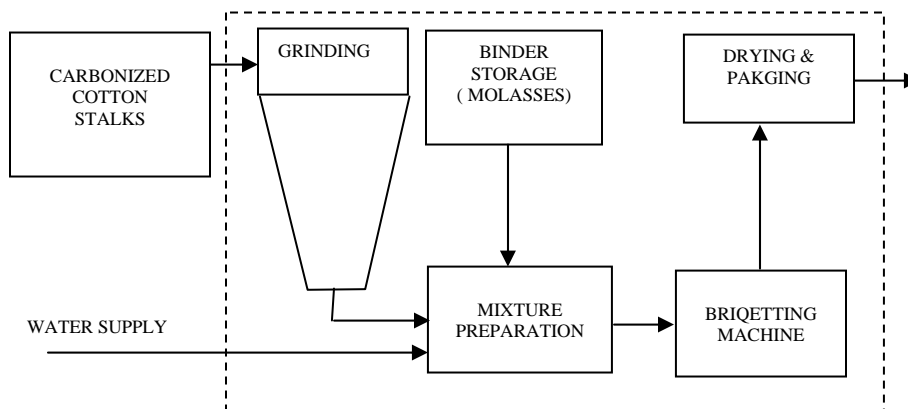 CARBONIZED
COTTON
STALKS
GRINDING
BINDER
STORAGE
( MOLASSES)
DRYING &
PAKGING
WATER SUPPLY
MIXTURE
PREPARATION
BRIQETTING
MACHINE